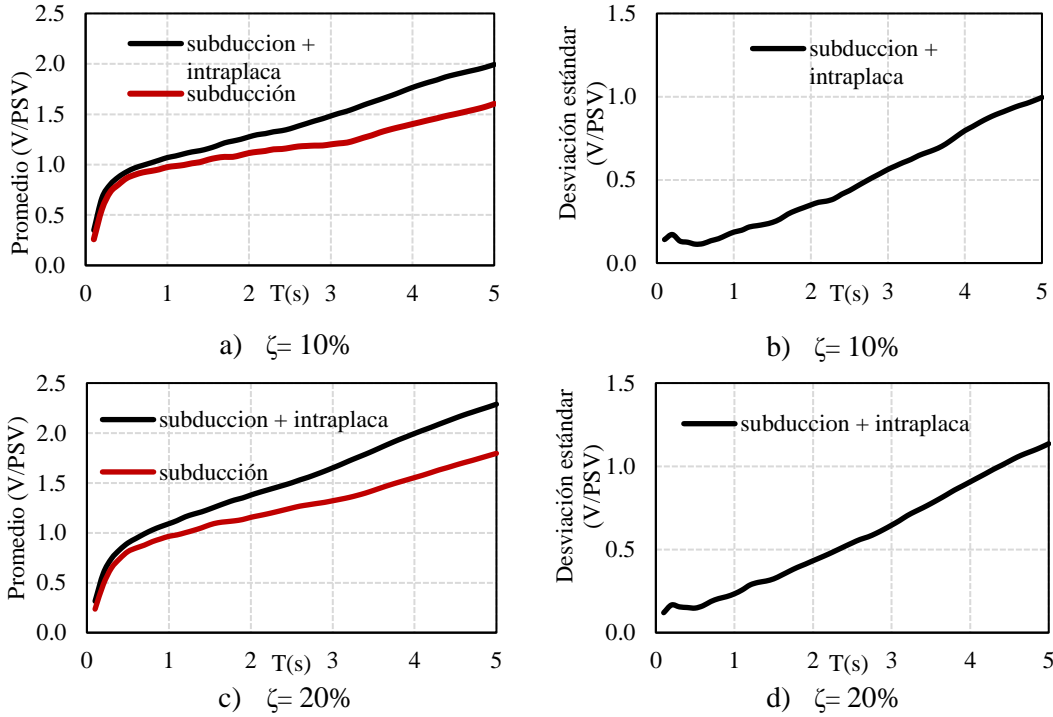 2.5
2.0
1.5
1.0
0.5
0.0
Promedio (V/PSV)
subduccion +
intraplaca
subducción
0 1 2 3 4 5
T(s)
a) ζ= 10%
1.5
1.0
0.5
0.0
Desviación estándar
(V/PSV)
subduccion +
intraplaca
0 1 2 3 4 5
T(s)
b) ζ= 10%
2.5
2.0
1.5
1.0
0.5
0.0
Promedio (V/PSV)
subduccion + intraplaca
subducción
0 1 2 3 4 5
T(s)
c) ζ= 20%
1.5
1.0
0.5
0.0
Desviación estándar
(V/PSV)
subduccion + intraplaca
0 1 2 3 4 5
T(s)
d) ζ= 20%